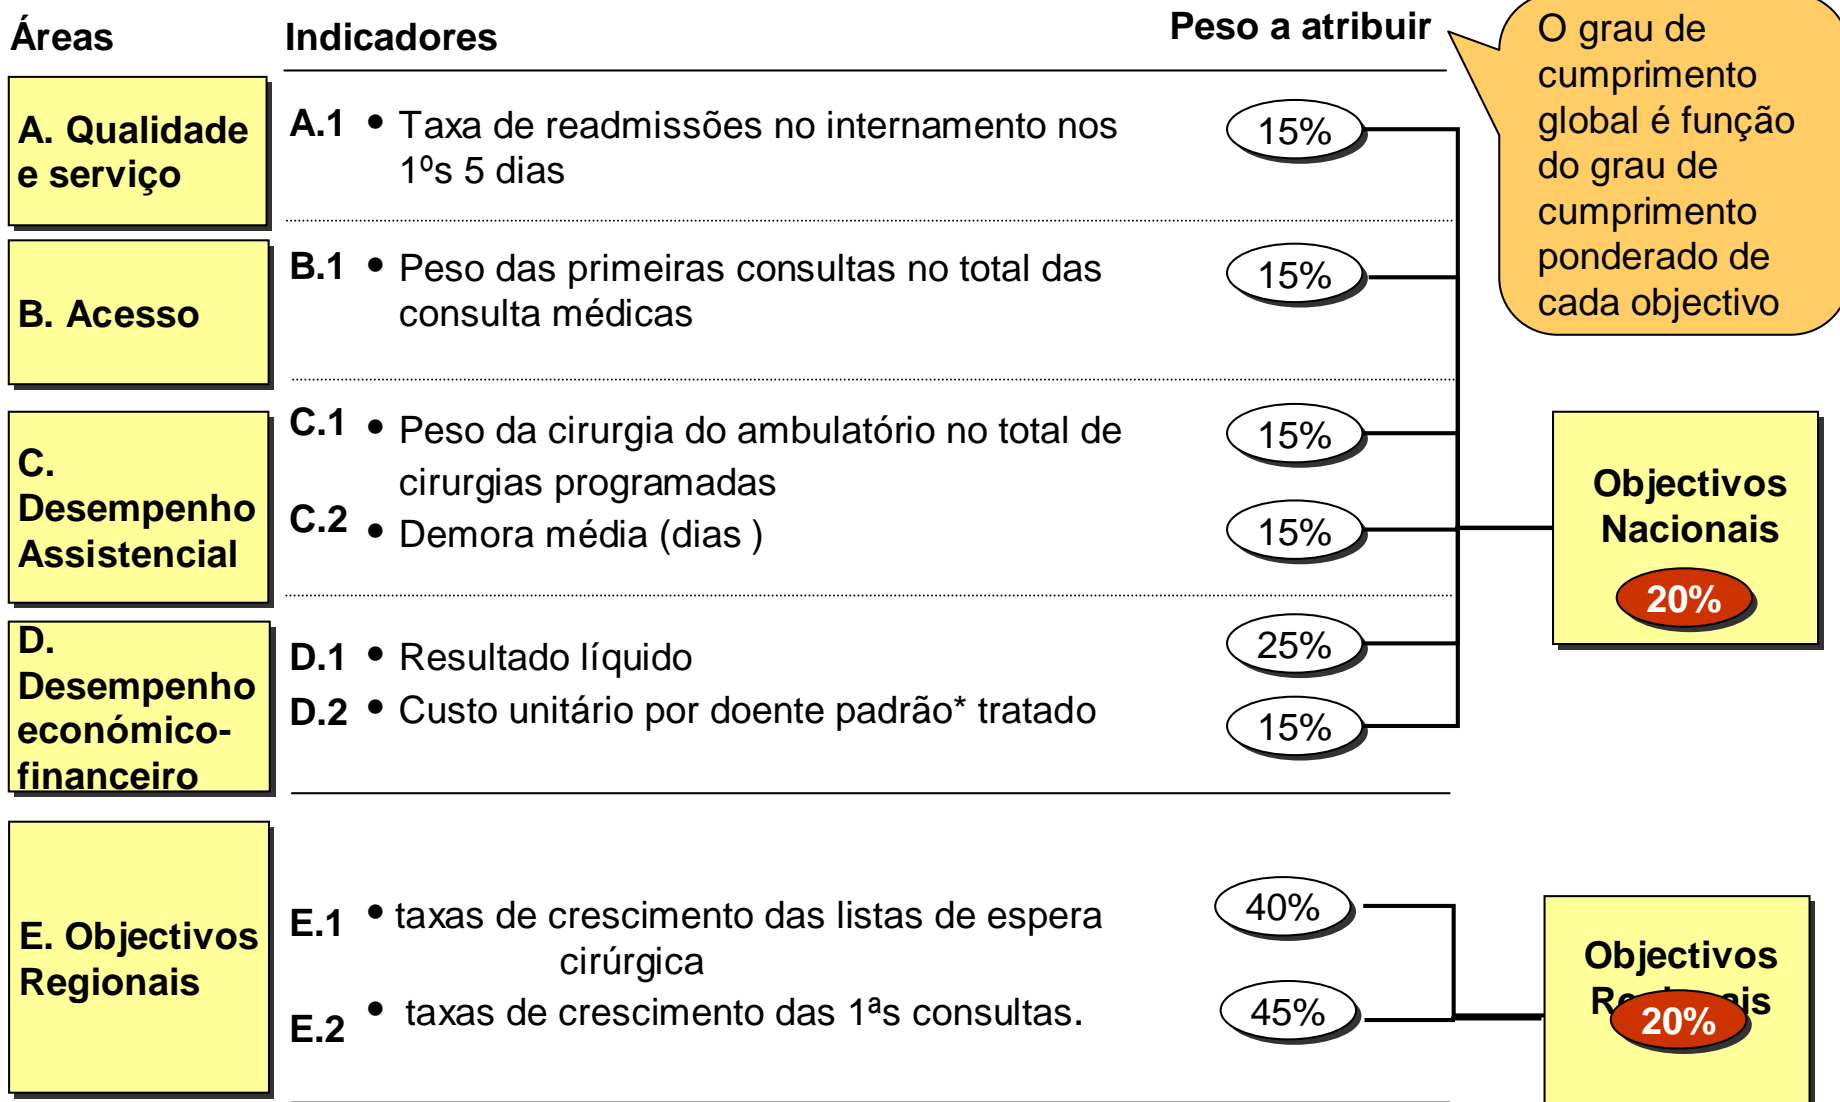 Áreas
Indicadores
Peso a atribuir
O grau de
cumprimento
global é função
do grau de
cumprimento
ponderado de
cada objectivo
A. Qualidade
e serviço
A.1 • Taxa de readmissões no internamento nos
1ºs 5 dias
15%
B. Acesso
B.1 • Peso das primeiras consultas no total das
consulta médicas
15%
C.
Desempenho
Assistencial
C.1 • Peso da cirurgia do ambulatório no total de
cirurgias programadas
15%
C.2 • Demora média (dias )
15%
D.
Desempenho
económico-
financeiro
D.1 • Resultado líquido
25%
D.2 • Custo unitário por doente padrão* tratado
15%
Objectivos
Nacionais
20%
E. Objectivos
Regionais
E.1 • taxas de crescimento das listas de espera
cirúrgica
40%
E.2 • taxas de crescimento das 1ªs consultas.
45%
Objectivos
20%